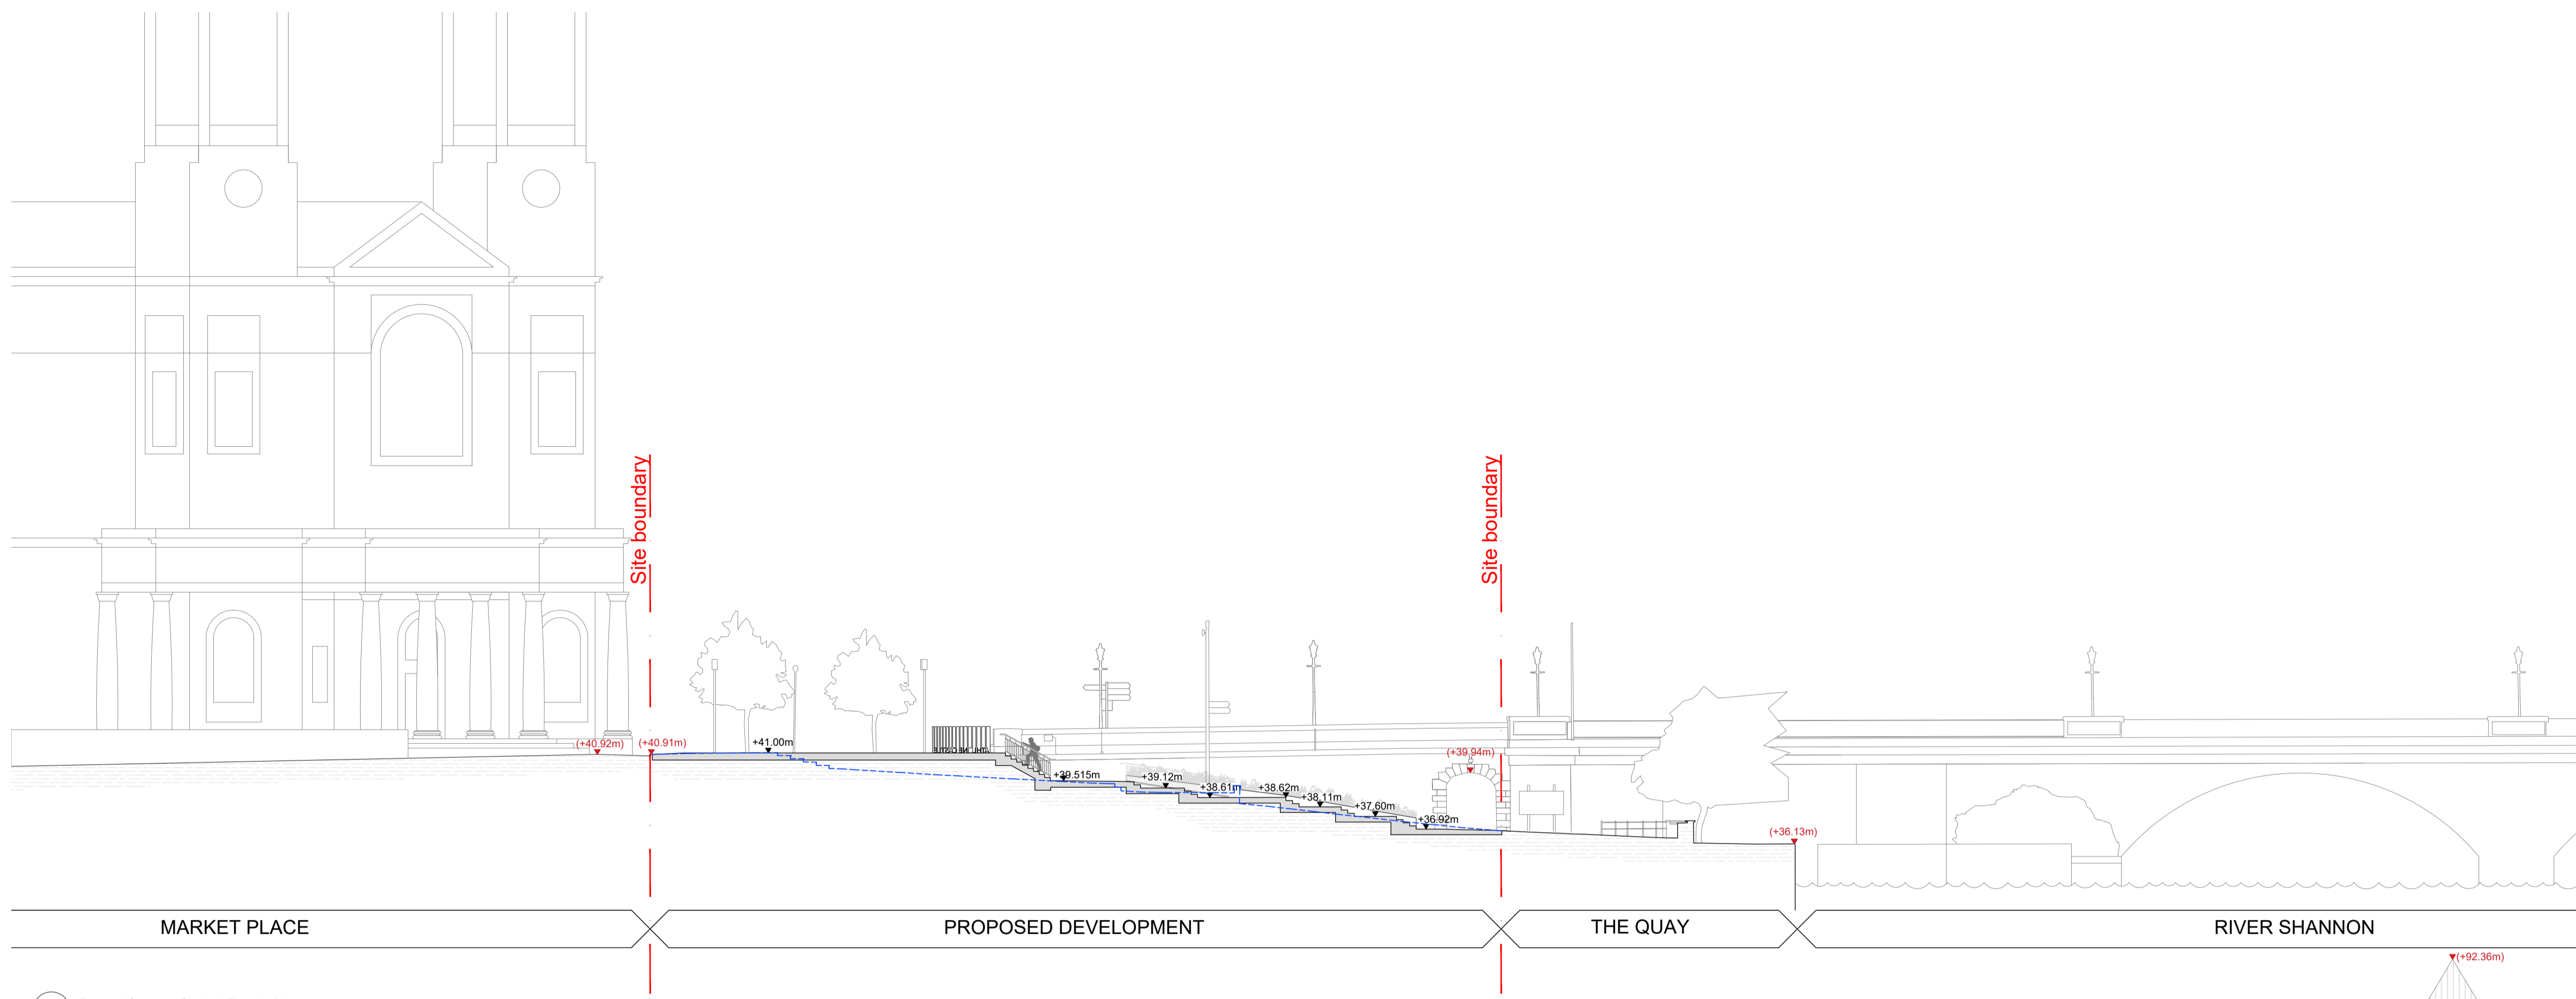 Site boundary
Site boundary
(+40.92m)
(+40.91m)
+41.00m
+39.515m
+39.12m
+38.61m
+38.62m
+38.11m
+37.60m
+36.92m
(+39.94m)
(+36.13m)
MARKET PLACE
PROPOSED DEVELOPMENT
THE QUAY
RIVER SHANNON
(+92.36m)